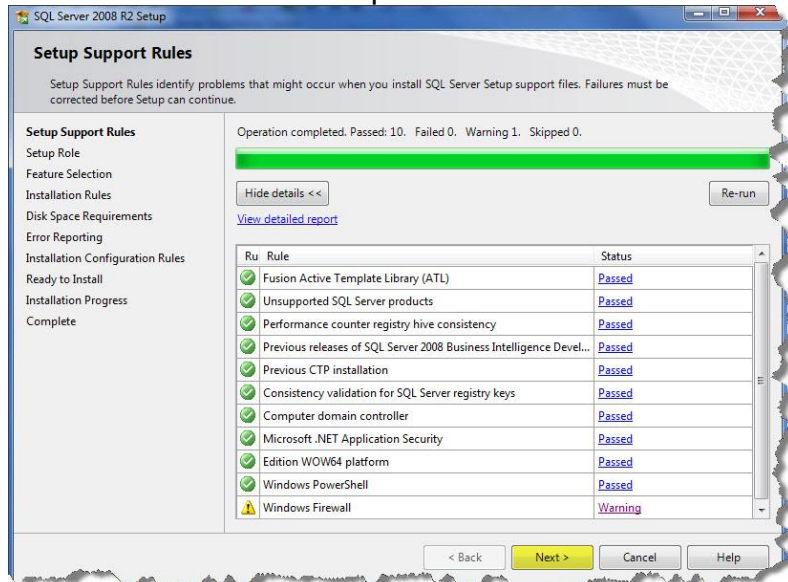 SQL Server 2008 R2 Setup
Setup Support Rules
Setup Support Rules identify problems that might occur when you install SQL Server Setup support files. Failures must be
corrected before Setup can continue.
Setup Support Rules
Setup Role
Feature Selection
Installation Rules
Disk Space Requirements
Error Reporting
Installation Configuration Rules
Ready to Install
Installation Progress
Complete
Operation completed. Passed: 10. Failed 0. Warning 1. Skipped 0.
Hide details <<
Re-run
View detailed report
Ru Rule Status
Fusion Active Template Library (ATL) Passed
Unsupported SQL Server products Passed
Performance counter registry hive consistency Passed
Previous releases of SQL Server 2008 Business Intelligence Devel... Passed
Previous CTP installation Passed
Consistency validation for SQL Server registry keys Passed
Computer domain controller Passed
Microsoft .NET Application Security Passed
Edition WOW64 platform Passed
Windows PowerShell Passed
Windows Firewall Warning
< Back Next > Cancel Help